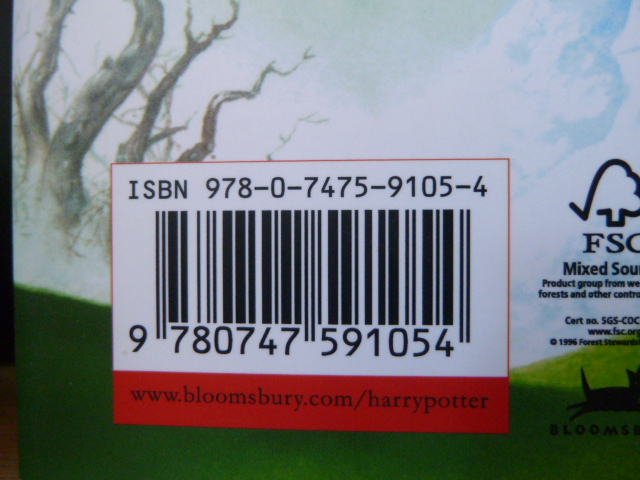 ISBN 978-0-7475-9105-4
9 780747 591054
www.bloomsbury.com/harrypotter
FSC
Mixed Sour
Product group from we
forests and other contro
Cert no. SGS-COC
www.fsc.org
© 1996 Forest Stewards
BLOOMSB